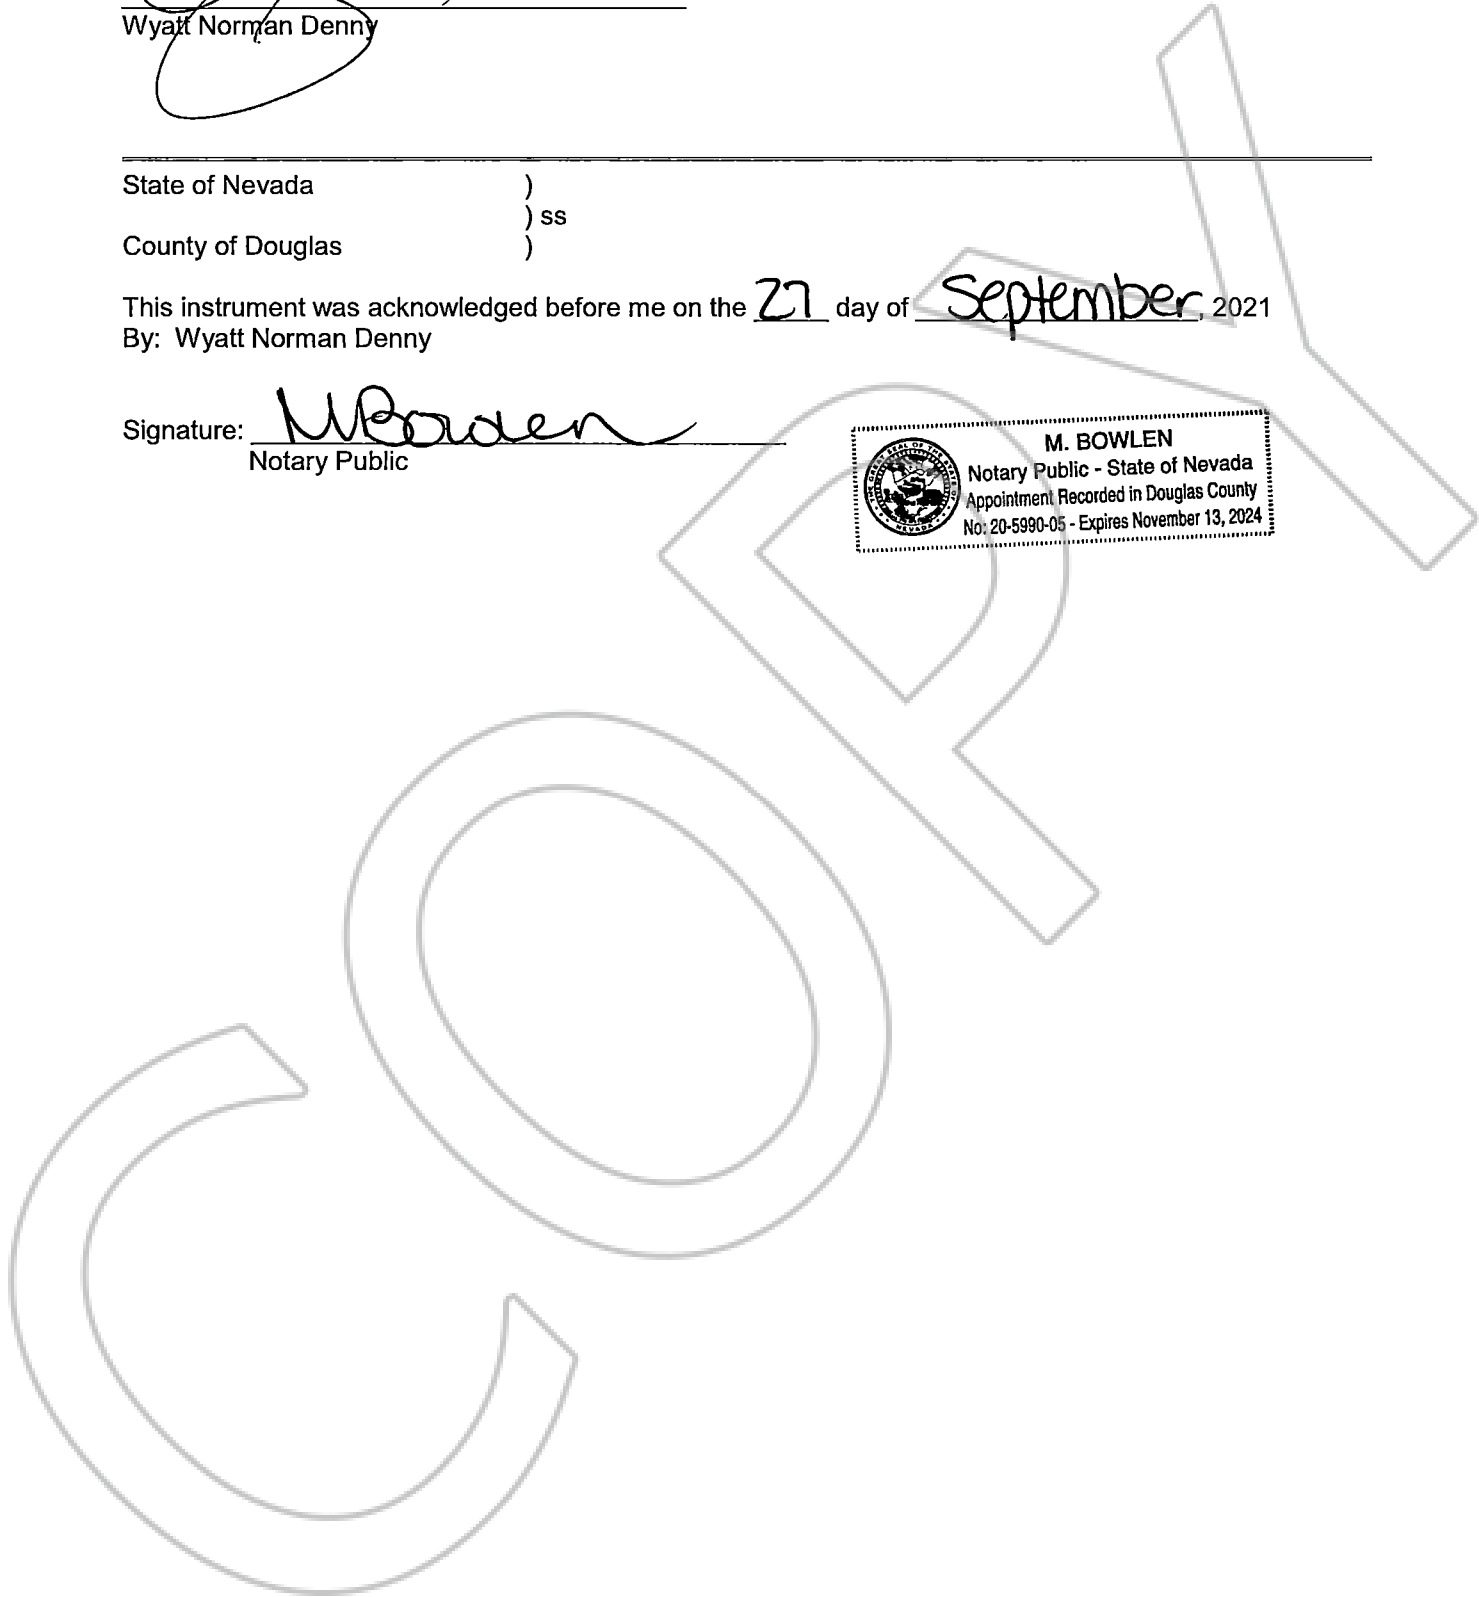 Wyatt Norman Denny
State of Nevada )
) ss
County of Douglas )
This instrument was acknowledged before me on the 27 day of September, 2021
By: Wyatt Norman Denny
Signature: MBowlen
Notary Public
M. BOWLEN
Notary Public - State of Nevada
Appointment Recorded in Douglas County
No: 20-5990-05 - Expires November 13, 2024
COPY